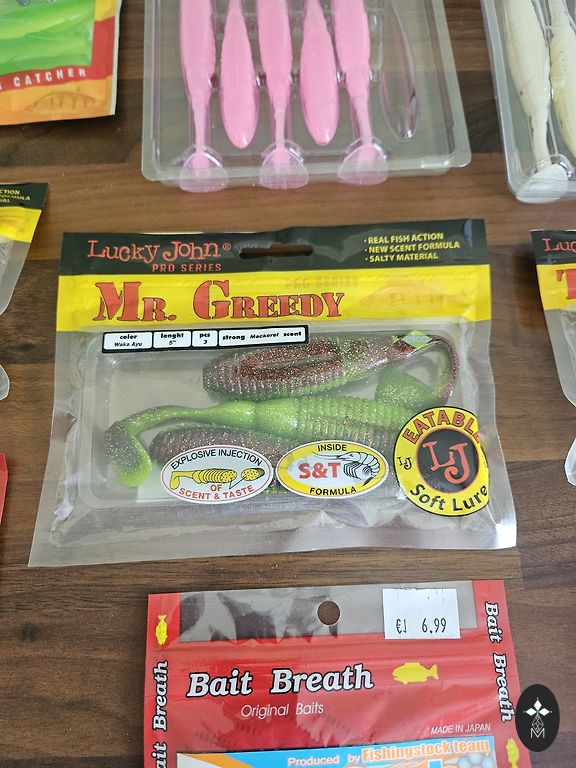 CATCHER
FORMULA
Lucky John®
PRO SERIES
• REAL FISH ACTION
• NEW SCENT FORMULA
• SALTY MATERIAL
MR. GREEDY
color
Waka Ayu
lenght
5"
pcs
3
strong Mackerel scent
EXPLOSIVE INJECTION
OF
SCENT & TASTE
INSIDE
S&T
FORMULA
EATABLE
LJ
LJ
Soft Lure
€J 6.99
Bait Breath
Bait Breath
Original Baits
MADE IN JAPAN
Bait Breath
Produced by Fishingstock team
M